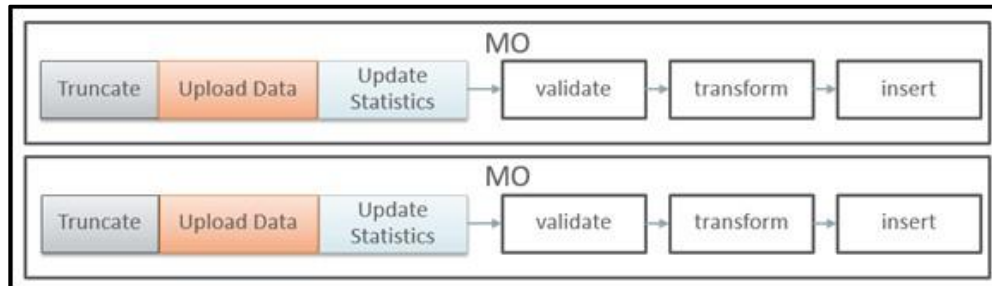 MO
Truncate
Upload Data
Update
Statistics
validate
transform
insert
MO
Truncate
Upload Data
Update
Statistics
validate
transform
insert